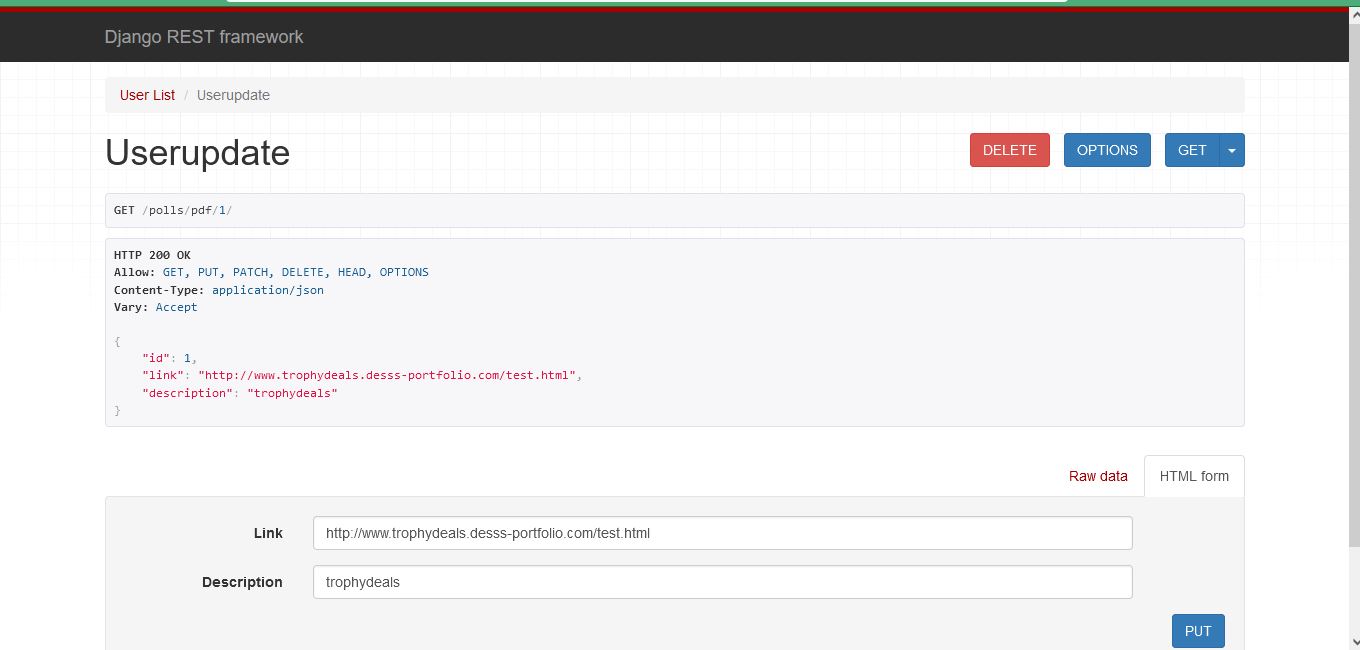 Django REST framework
User List / Userupdate
Userupdate
DELETE OPTIONS GET
GET /polls/pdf/1/
HTTP 200 OK
Allow: GET, PUT, PATCH, DELETE, HEAD, OPTIONS
Content-Type: application/json
Vary: Accept
{
    "id": 1,
    "link": "http://www.trophydeals.desss-portfolio.com/test.html",
    "description": "trophydeals"
}
Raw data HTML form
Link http://www.trophydeals.desss-portfolio.com/test.html
Description trophydeals
PUT